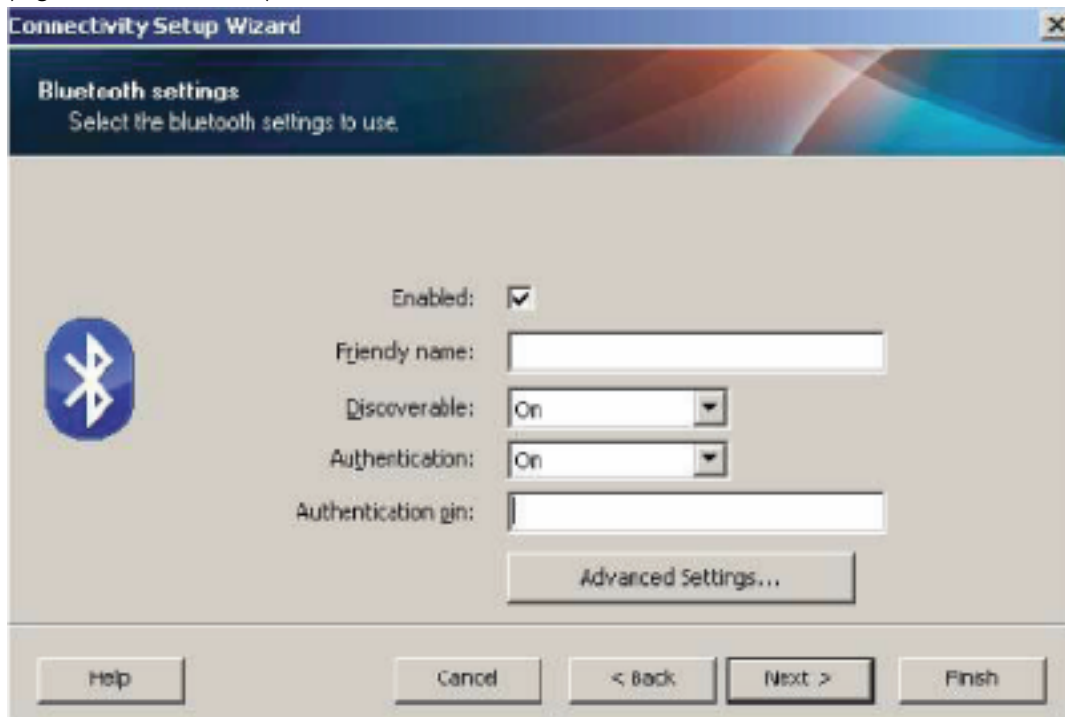 Connectivity Setup Wizard
Bluetooth settings
Select the bluetooth settings to use.
Enabled:
Friendly name:
Discoverable: On
Authentication: On
Authentication pin:
Advanced Settings...
Help Cancel < Back Next > Finish